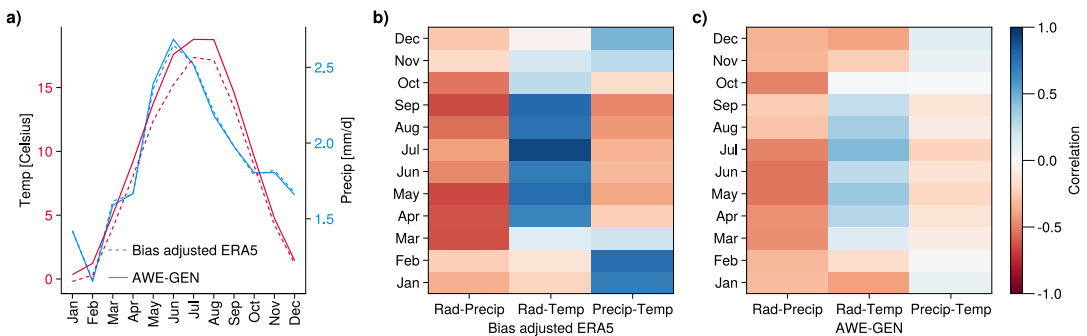 a)
Temp [Celsius]
15
10
5
0
2.5
2.0
1.5
Precip [mm/d]
Bias adjusted ERA5
AWE-GEN
Jan
Feb
Mar
Apr
May
Jun
Jul
Aug
Sep
Oct
Nov
Dec
b)
Dec
Nov
Oct
Sep
Aug
Jul
Jun
May
Apr
Mar
Feb
Jan
Rad-Precip Rad-Temp Precip-Temp
Bias adjusted ERA5
c)
Dec
Nov
Oct
Sep
Aug
Jul
Jun
May
Apr
Mar
Feb
Jan
Rad-Precip Rad-Temp Precip-Temp
AWE-GEN
1.0
0.5
0.0
-0.5
-1.0
Correlation